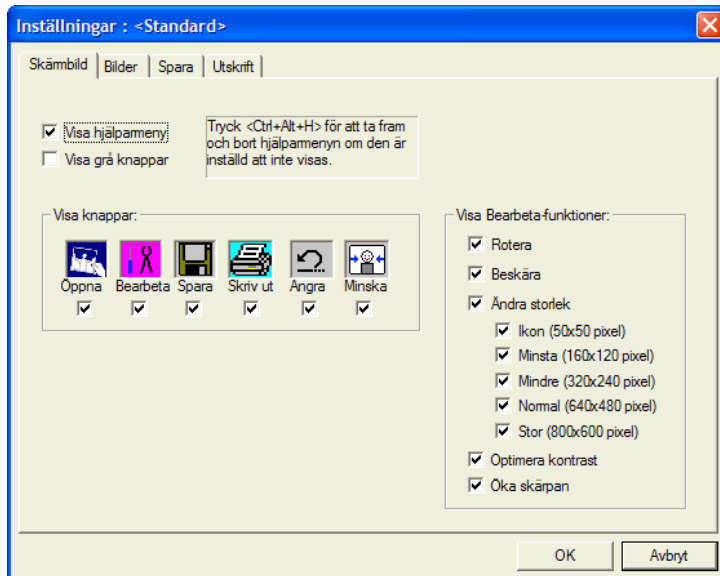 Inställningar : <Standard>
Skärmbild Bilder Spara Utskrift
Visa hjälparmeny
Visa grå knappar
Tryck <Ctrl+Alt+H> för att ta fram
och bort hjälparmenyn om den är
inställd att inte visas.
Visa knappar:
Öppna Bearbeta Spara Skriv ut Ångra Minska
Visa Bearbeta-funktioner:
Rotera
Beskära
Ändra storlek
Ikon (50x50 pixel)
Minsta (160x120 pixel)
Mindre (320x240 pixel)
Normal (640x480 pixel)
Stor (800x600 pixel)
Optimera kontrast
Öka skärpan
OK Avbryt